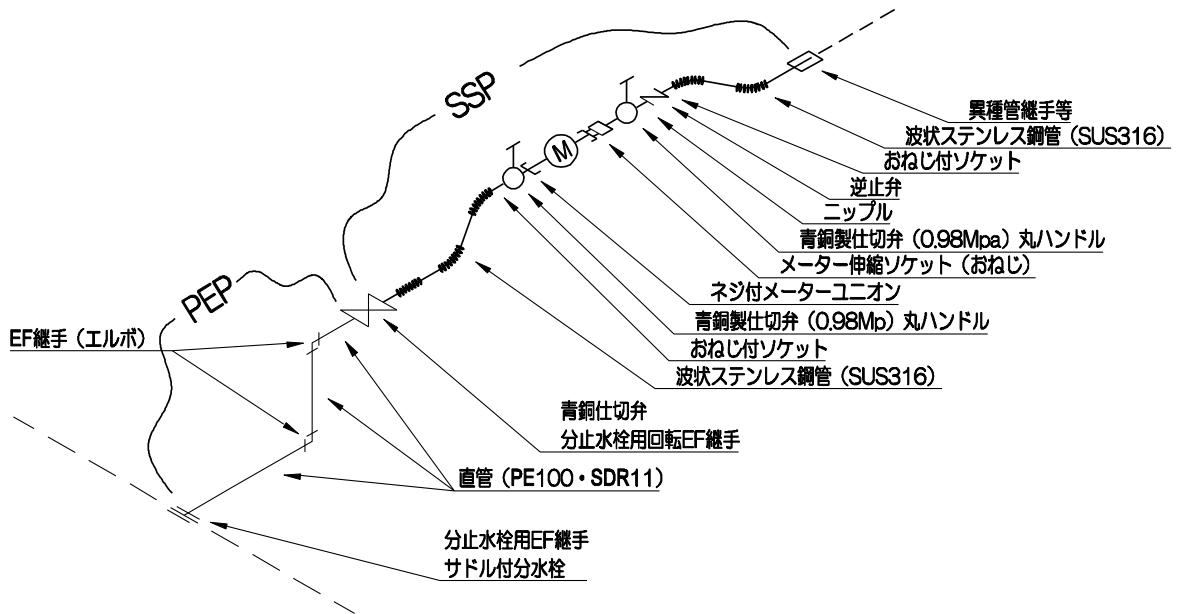 SSP
異種管継手等
波状ステンレス鋼管（SUS316）
おねじ付ソケット
逆止弁
ニップル
青銅製仕切弁（0.98Mpa）丸ハンドル
メーター伸縮ソケット（おねじ）
ネジ付メーターユニオン
青銅製仕切弁（0.98Mp）丸ハンドル
おねじ付ソケット
波状ステンレス鋼管（SUS316）
M
PEP
EF継手（エルボ）
青銅仕切弁
分止水栓用回転EF継手
直管（PE100・SDR11）
分止水栓用EF継手
サドル付分水栓